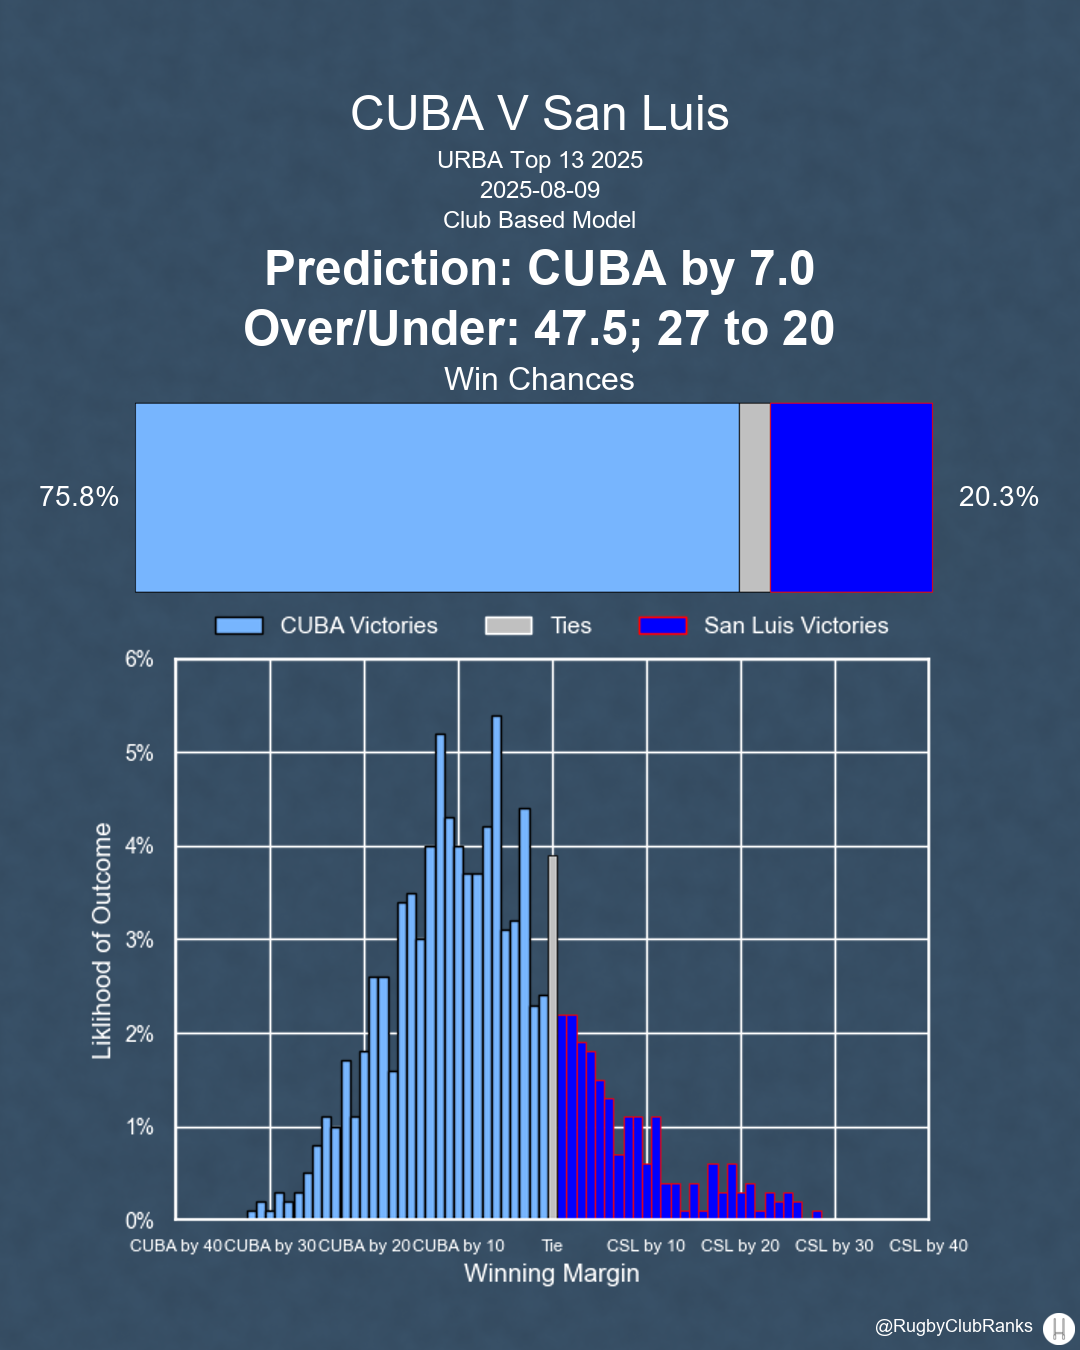 CUBA V San Luis
URBA Top 13 2025
2025-08-09
Club Based Model
Prediction: CUBA by 7.0
Over/Under: 47.5; 27 to 20
Win Chances
75.8%
20.3%
CUBA Victories
Ties
San Luis Victories
6%
5%
4%
3%
2%
1%
0%
Liklihood of Outcome
CUBA by 40 CUBA by 30 CUBA by 20 CUBA by 10 Tie CSL by 10 CSL by 20 CSL by 30 CSL by 40
Winning Margin
@RugbyClubRanks